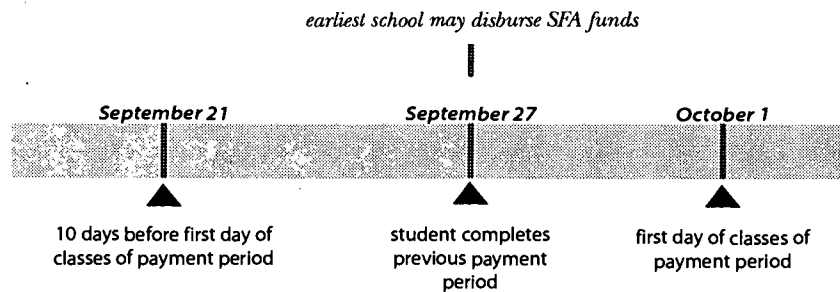 earliest school may disburse SFA funds
September 21
September 27
October 1
10 days before first day of
classes of payment period
student completes
previous payment
period
first day of classes of
payment period